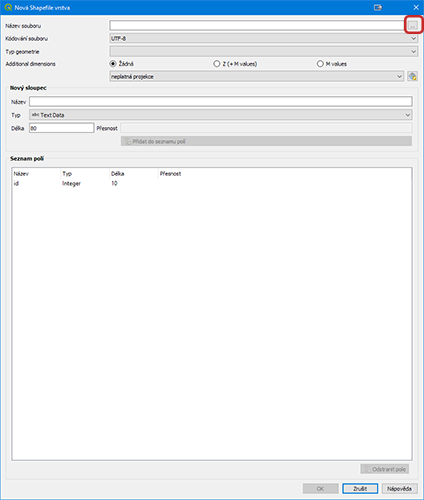 Nová Shapefile vrstva
Název souboru ...
Kódování souboru UTF-8
Typ geometrie
Additional dimensions Žádná Z (+ M values) M values
neplatná projekce
Nový sloupec
Název
Typ abc Text Data
Délka 80 Přesnost
Přidat do seznamu polí
Seznam polí
Název Typ Délka Přesnost
id Integer 10
Odstranit pole
OK Zrušit Nápověda